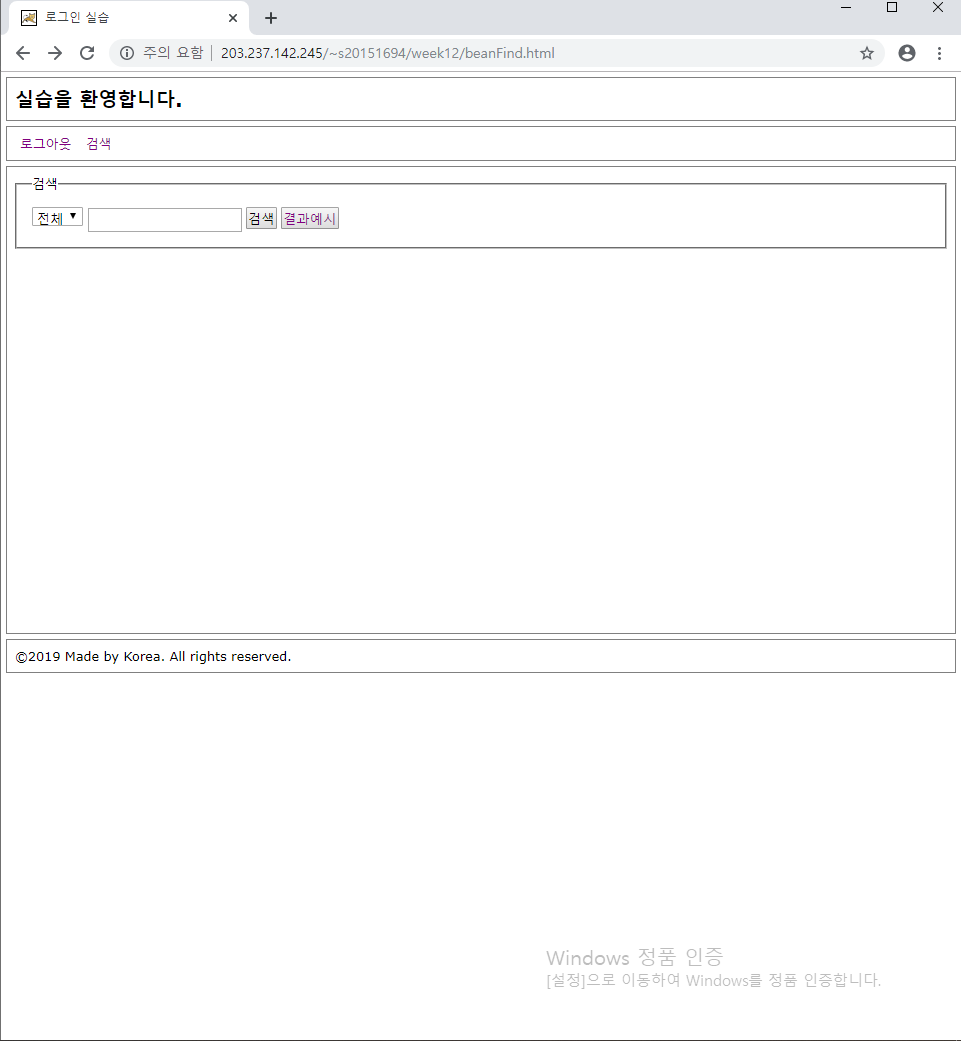 로그인 실습
주의 요함 203.237.142.245/~s20151694/week12/beanFind.html
실습을 환영합니다.
로그아웃 검색
검색
전체 검색 결과예시
©2019 Made by Korea. All rights reserved.
Windows 정품 인증
[설정]으로 이동하여 Windows를 정품 인증합니다.